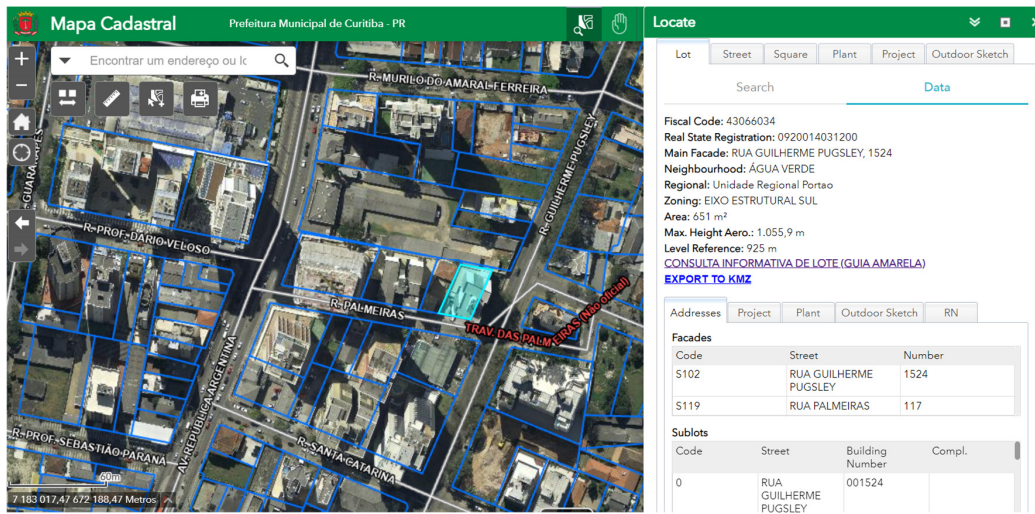 Mapa Cadastral
Prefeitura Municipal de Curitiba - PR
Encontrar um endereço ou lo
R. MURILO DO AMARAL FERREIRA
R. GUILHERME PUGSLEY
R. PROF. DARIO VELOSO
R. PALMEIRAS
TRAV. DAS PALMEIRAS (Não oficial)
AV. REPÚBLICA ARGENTINA
R. PROF. SEBASTIÃO PARANÁ
R. SANTA CATARINA
60m
7 183 017,47 672 188,47 Metros
Locate
Lot Street Square Plant Project Outdoor Sketch
Search Data
Fiscal Code: 43066034
Real State Registration: 0920014031200
Main Facade: RUA GUILHERME PUGSLEY, 1524
Neighbourhood: ÁGUA VERDE
Regional: Unidade Regional Portao
Zoning: EIXO ESTRUTURAL SUL
Area: 651 m²
Max. Height Aero.: 1.055,9 m
Level Reference: 925 m
CONSULTA INFORMATIVA DE LOTE (GUIA AMARELA)
EXPORT TO KMZ
Addresses Project Plant Outdoor Sketch RN
Facades
Code Street Number
S102 RUA GUILHERME PUGSLEY 1524
S119 RUA PALMEIRAS 117
Sublots
Code Street Building Number Compl.
0 RUA GUILHERME PUGSLEY 001524